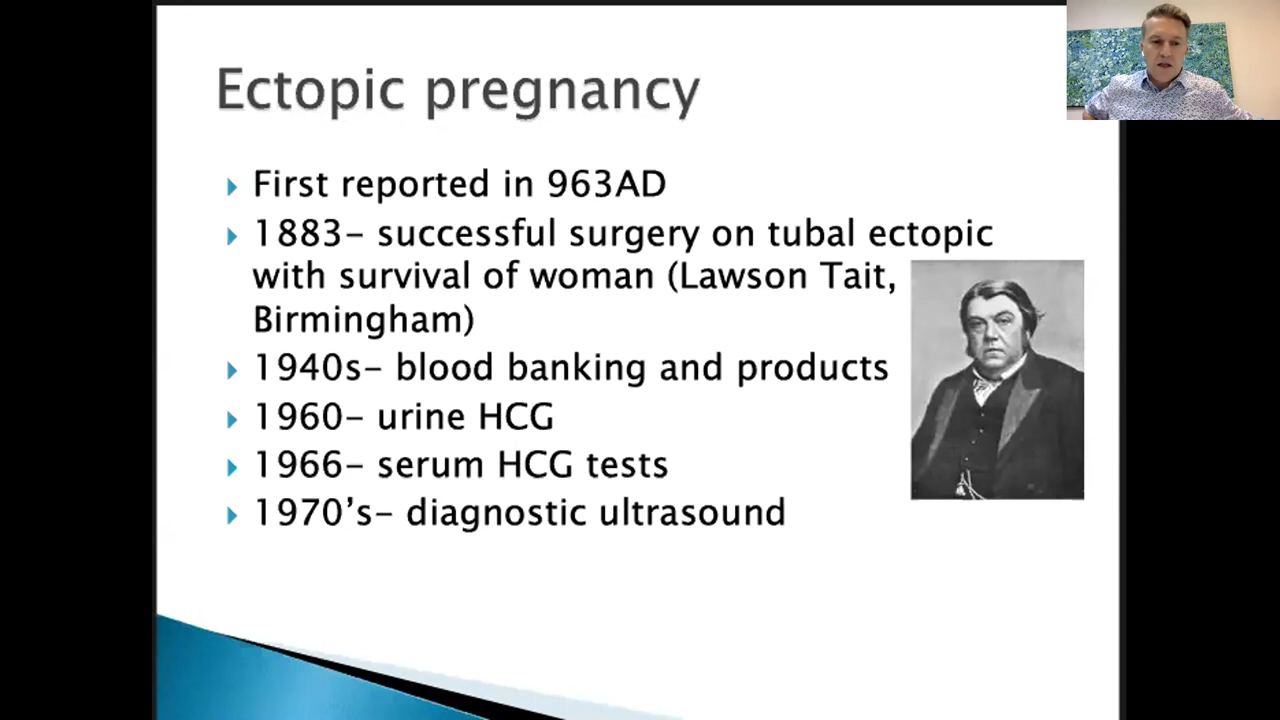 Ectopic pregnancy
First reported in 963AD
1883- successful surgery on tubal ectopic
with survival of woman (Lawson Tait,
Birmingham)
1940s- blood banking and products
1960- urine HCG
1966- serum HCG tests
1970’s- diagnostic ultrasound